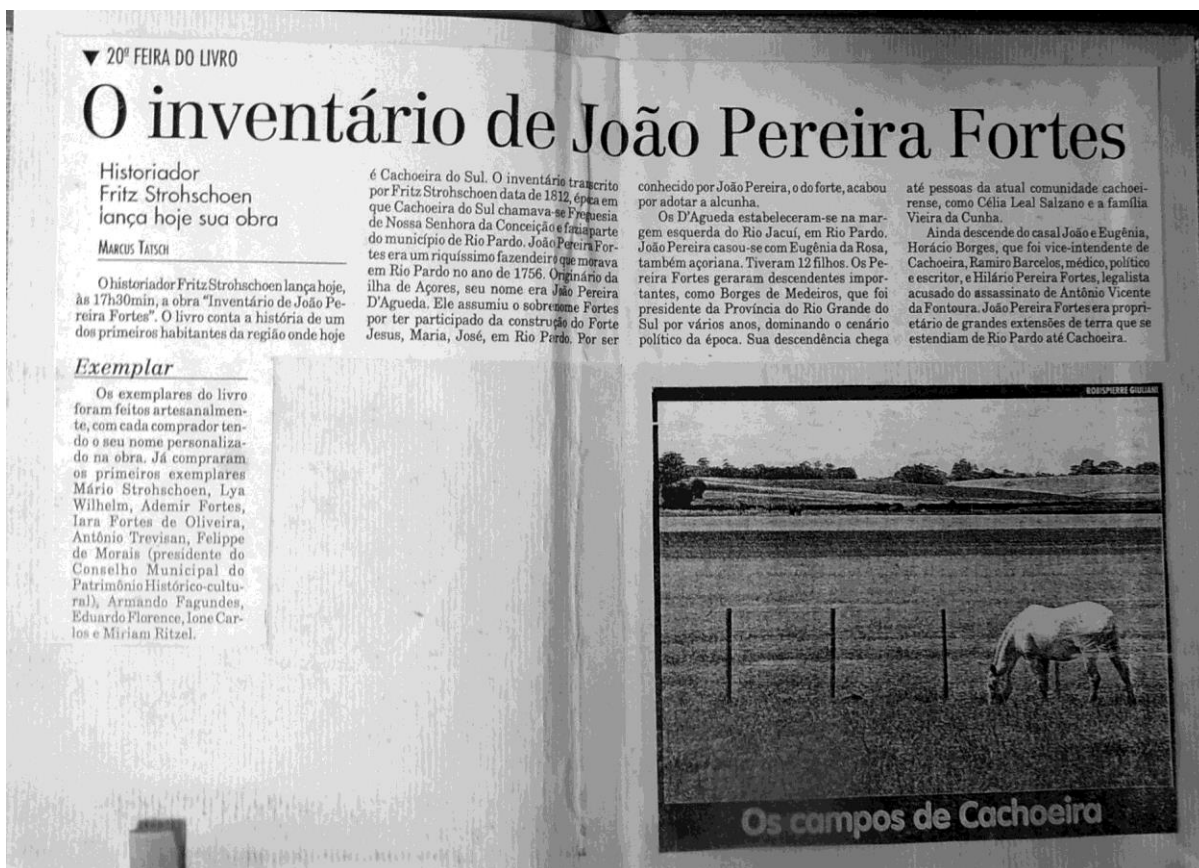 ▼ 20ª FEIRA DO LIVRO
O inventário de João Pereira Fortes
Historiador
Fritz Strohschoen
lança hoje sua obra
MARCUS TATSCH
O historiador Fritz Strohschoen lança hoje,
às 17h30min, a obra "Inventário de João Pe-
reira Fortes". O livro conta a história de um
dos primeiros habitantes da região onde hoje
é Cachoeira do Sul. O inventário transcrito
por Fritz Strohschoen data de 1812, época em
que Cachoeira do Sul chamava-se Freguesia
de Nossa Senhora da Conceição e fazia parte
do município de Rio Pardo. João Pereira For-
tes era um riquíssimo fazendeiro que morava
em Rio Pardo no ano de 1756. Originário da
ilha de Açores, seu nome era João Pereira
D'Agueda. Ele assumiu o sobrenome Fortes
por ter participado da construção do Forte
Jesus, Maria, José, em Rio Pardo. Por ser
conhecido por João Pereira, o do forte, acabou
por adotar a alcunha.
Os D'Agueda estabeleceram-se na mar-
gem esquerda do Rio Jacuí, em Rio Pardo.
João Pereira casou-se com Eugênia da Rosa,
também açoriana. Tiveram 12 filhos. Os Pe-
reira Fortes geraram descendentes impor-
tantes, como Borges de Medeiros, que foi
presidente da Província do Rio Grande do
Sul por vários anos, dominando o cenário
político da época. Sua descendência chega
até pessoas da atual comunidade cachoei-
rense, como Célia Leal Salzano e a família
Vieira da Cunha.
Ainda descende do casal João e Eugênia,
Horácio Borges, que foi vice-intendente de
Cachoeira, Ramiro Barcelos, médico, político
e escritor, e Hilário Pereira Fortes, legalista
acusado do assassinato de Antônio Vicente
da Fontoura. João Pereira Fortes era propri-
etário de grandes extensões de terra que se
estendiam de Rio Pardo até Cachoeira.
Exemplar
Os exemplares do livro
foram feitos artesanalmen-
te, com cada comprador ten-
do o seu nome personaliza-
do na obra. Já compraram
os primeiros exemplares
Mário Strohschoen, Lya
Wilhelm, Ademir Fortes,
Iara Fortes de Oliveira,
Antônio Trevisan, Felippe
de Morais (presidente do
Conselho Municipal do
Patrimônio Histórico-cultu-
ral), Armando Fagundes,
Eduardo Florence, Ione Car-
los e Miriam Ritzel.
ROBISPIERRE GIULIANI
Os campos de Cachoeira